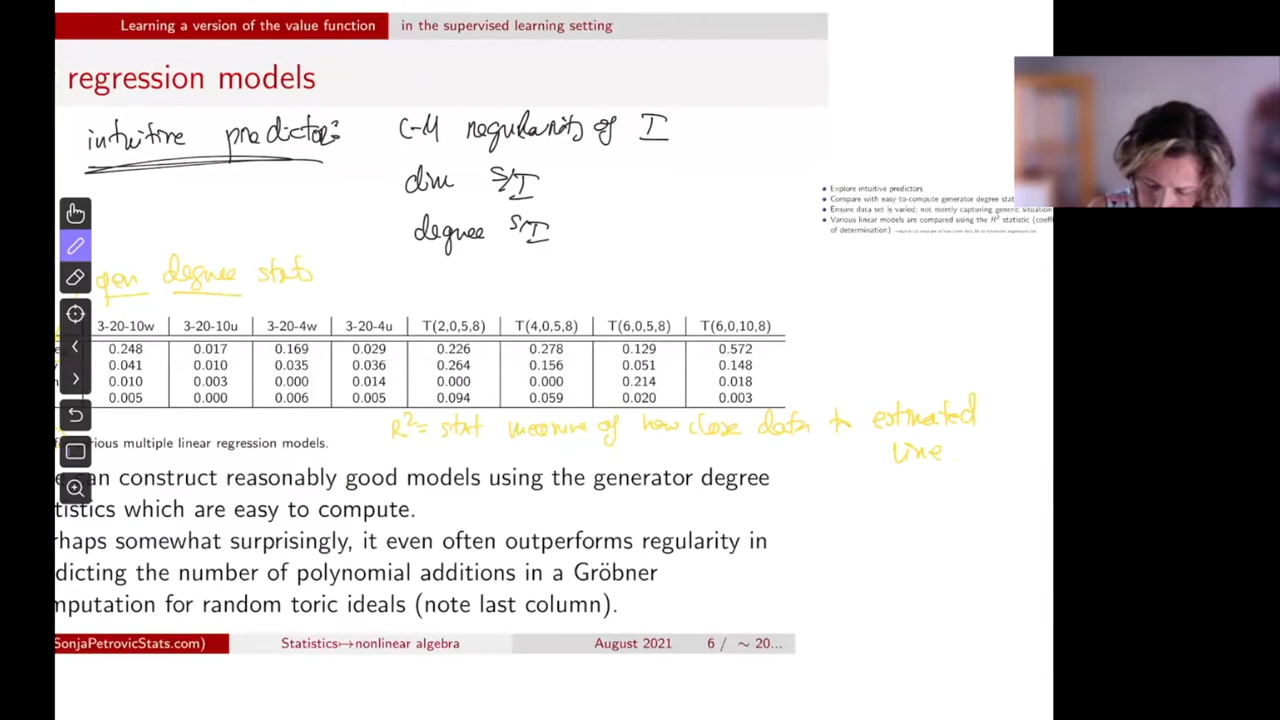 Learning a version of the value function in the supervised learning setting
regression models
intuitive predictors C-M regularity of I
dim S/I
degree S/I
• Explore intuitive predictors
• Compare with easy-to-compute generator degree stat
• Ensure data set is varied; not merely capturing generic situation
• Various linear models are compared using the R² statistic (coeffi
of determination)
gen degree stats
3-20-10w 3-20-10u 3-20-4w 3-20-4u T(2,0,5,8) T(4,0,5,8) T(6,0,5,8) T(6,0,10,8)
0.248 0.017 0.169 0.029 0.226 0.278 0.129 0.572
0.041 0.010 0.035 0.036 0.264 0.156 0.051 0.148
0.010 0.003 0.000 0.014 0.000 0.000 0.214 0.018
0.005 0.000 0.006 0.005 0.094 0.059 0.020 0.003
R²= stat measure of how close data to estimated
line.
rious multiple linear regression models.
an construct reasonably good models using the generator degree
tistics which are easy to compute.
rhaps somewhat surprisingly, it even often outperforms regularity in
dicting the number of polynomial additions in a Gröbner
mputation for random toric ideals (note last column).
SonjaPetrovicStats.com) Statistics↦nonlinear algebra August 2021 6 / ∼ 20...